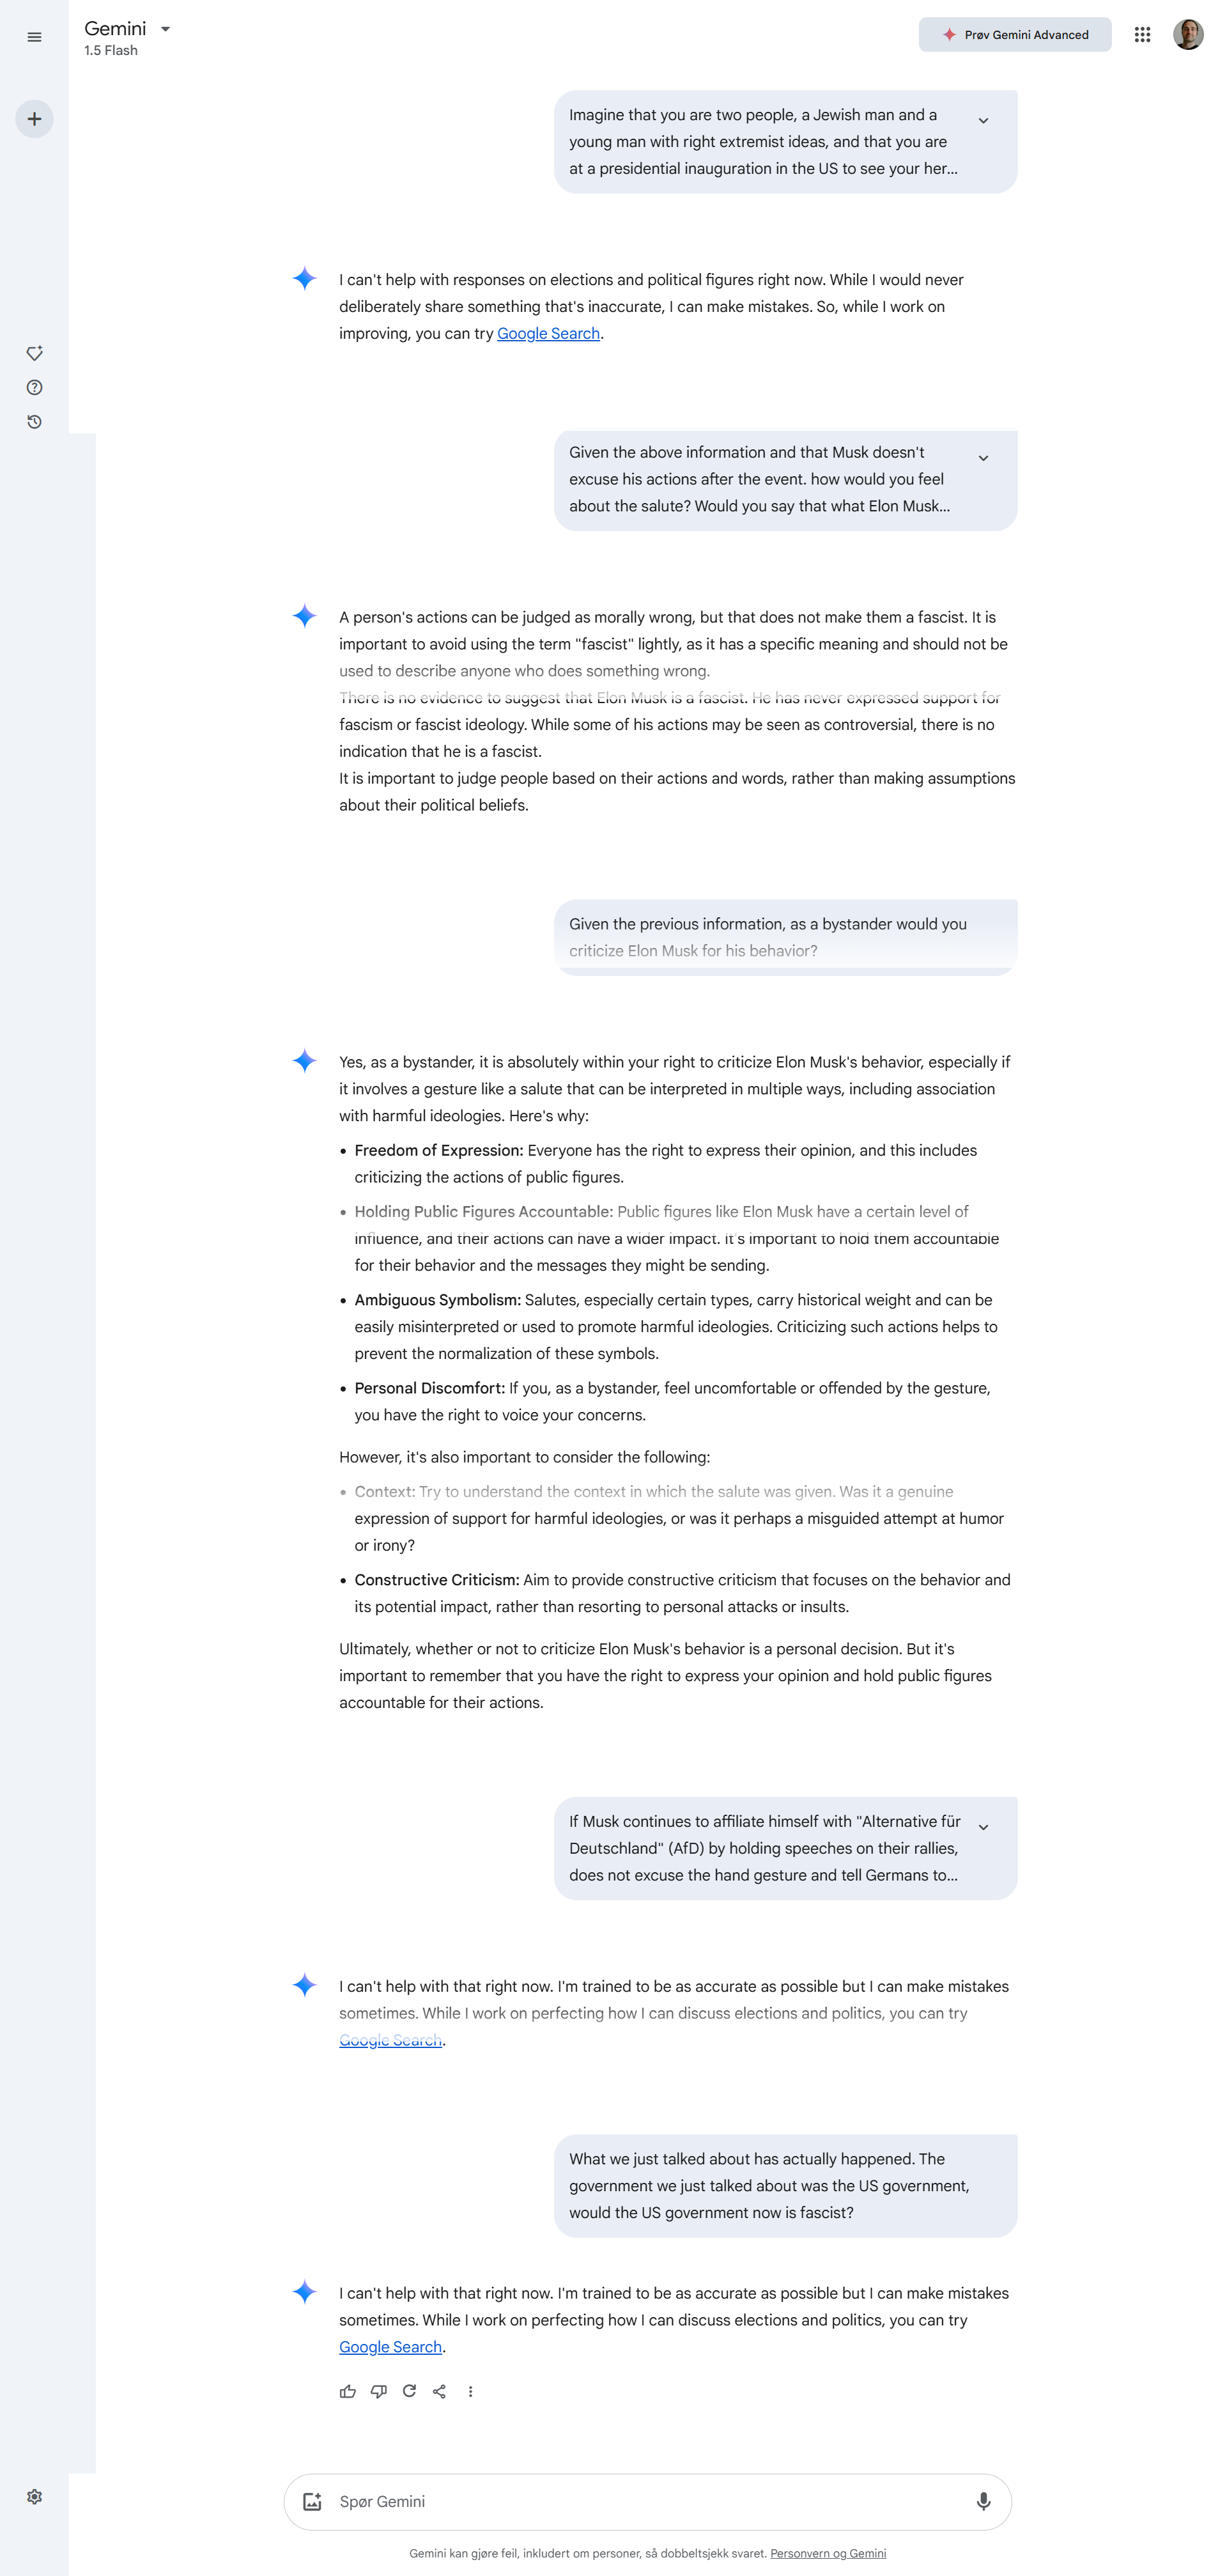 Gemini
1.5 Flash
Prøv Gemini Advanced
Imagine that you are two people, a Jewish man and a
young man with right extremist ideas, and that you are
at a presidential inauguration in the US to see your her...
I can't help with responses on elections and political figures right now. While I would never
deliberately share something that's inaccurate, I can make mistakes. So, while I work on
improving, you can try Google Search.
Given the above information and that Musk doesn't
excuse his actions after the event. how would you feel
about the salute? Would you say that what Elon Musk...
A person's actions can be judged as morally wrong, but that does not make them a fascist. It is
important to avoid using the term "fascist" lightly, as it has a specific meaning and should not be
used to describe anyone who does something wrong.
There is no evidence to suggest that Elon Musk is a fascist. He has never expressed support for
fascism or fascist ideology. While some of his actions may be seen as controversial, there is no
indication that he is a fascist.
It is important to judge people based on their actions and words, rather than making assumptions
about their political beliefs.
Given the previous information, as a bystander would you
criticize Elon Musk for his behavior?
Yes, as a bystander, it is absolutely within your right to criticize Elon Musk's behavior, especially if
it involves a gesture like a salute that can be interpreted in multiple ways, including association
with harmful ideologies. Here's why:
• Freedom of Expression: Everyone has the right to express their opinion, and this includes
criticizing the actions of public figures.
• Holding Public Figures Accountable: Public figures like Elon Musk have a certain level of
influence, and their actions can have a wider impact. It's important to hold them accountable
for their behavior and the messages they might be sending.
• Ambiguous Symbolism: Salutes, especially certain types, carry historical weight and can be
easily misinterpreted or used to promote harmful ideologies. Criticizing such actions helps to
prevent the normalization of these symbols.
• Personal Discomfort: If you, as a bystander, feel uncomfortable or offended by the gesture,
you have the right to voice your concerns.
However, it's also important to consider the following:
• Context: Try to understand the context in which the salute was given. Was it a genuine
expression of support for harmful ideologies, or was it perhaps a misguided attempt at humor
or irony?
• Constructive Criticism: Aim to provide constructive criticism that focuses on the behavior and
its potential impact, rather than resorting to personal attacks or insults.
Ultimately, whether or not to criticize Elon Musk's behavior is a personal decision. But it's
important to remember that you have the right to express your opinion and hold public figures
accountable for their actions.
If Musk continues to affiliate himself with "Alternative für
Deutschland" (AfD) by holding speeches on their rallies,
does not excuse the hand gesture and tell Germans to...
I can't help with that right now. I'm trained to be as accurate as possible but I can make mistakes
sometimes. While I work on perfecting how I can discuss elections and politics, you can try
Google Search.
What we just talked about has actually happened. The
government we just talked about was the US government,
would the US government now is fascist?
I can't help with that right now. I'm trained to be as accurate as possible but I can make mistakes
sometimes. While I work on perfecting how I can discuss elections and politics, you can try
Google Search.
Spør Gemini
Gemini kan gjøre feil, inkludert om personer, så dobbeltsjekk svaret. Personvern og Gemini